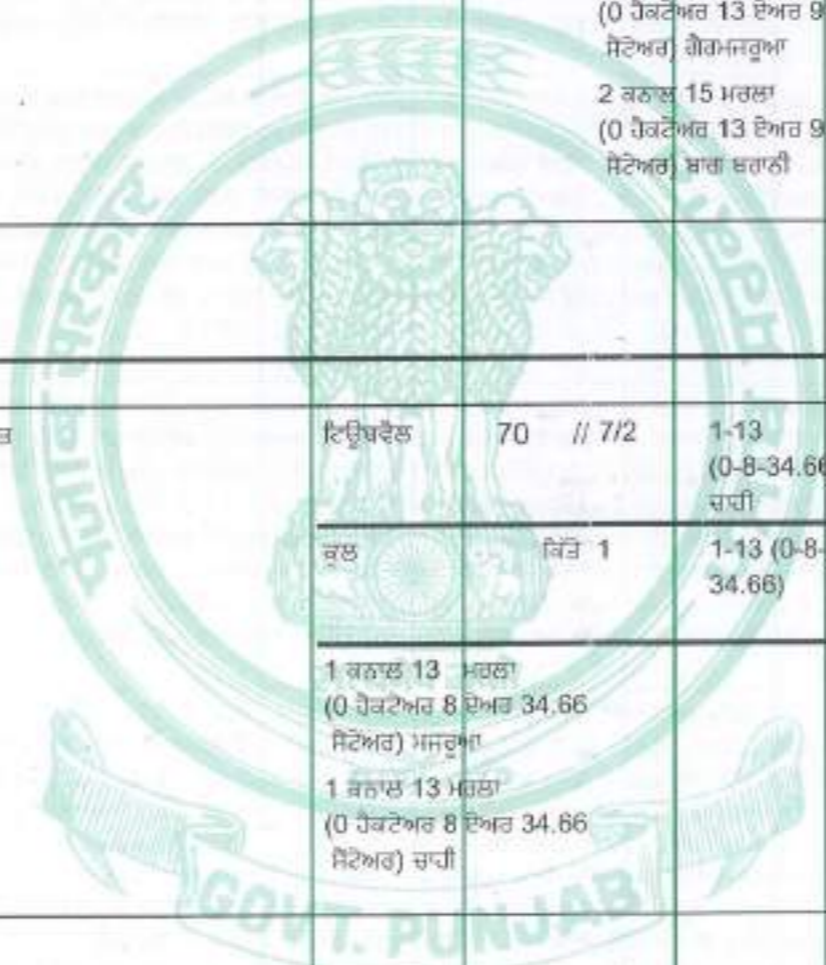 (0 ਹੈਕਟੇਅਰ 13 ਏਅਰ 9
ਸੈਂਟੇਅਰ) ਗੈਰਮਜਰੂਆ
2 ਕਨਾਲ 15 ਮਰਲਾ
(0 ਹੈਕਟੇਅਰ 13 ਏਅਰ 9
ਸੈਂਟੇਅਰ) ਬਾਗ ਬਰਾਨੀ
ਟਿਊਬਵੈਲ 70 // 7/2 1-13
(0-8-34.66
ਚਾਹੀ
ਕੁਲ ਕਿੱਤੇ 1 1-13 (0-8-
34.66)
1 ਕਨਾਲ 13 ਮਰਲਾ
(0 ਹੈਕਟੇਅਰ 8 ਏਅਰ 34.66
ਸੈਂਟੇਅਰ) ਮਜਰੂਆ
1 ਕਨਾਲ 13 ਮਰਲਾ
(0 ਹੈਕਟੇਅਰ 8 ਏਅਰ 34.66
ਸੈਂਟੇਅਰ) ਚਾਹੀ
ਪੰਜਾਬ ਸਰਕਾਰ
GOVT. PUNJAB